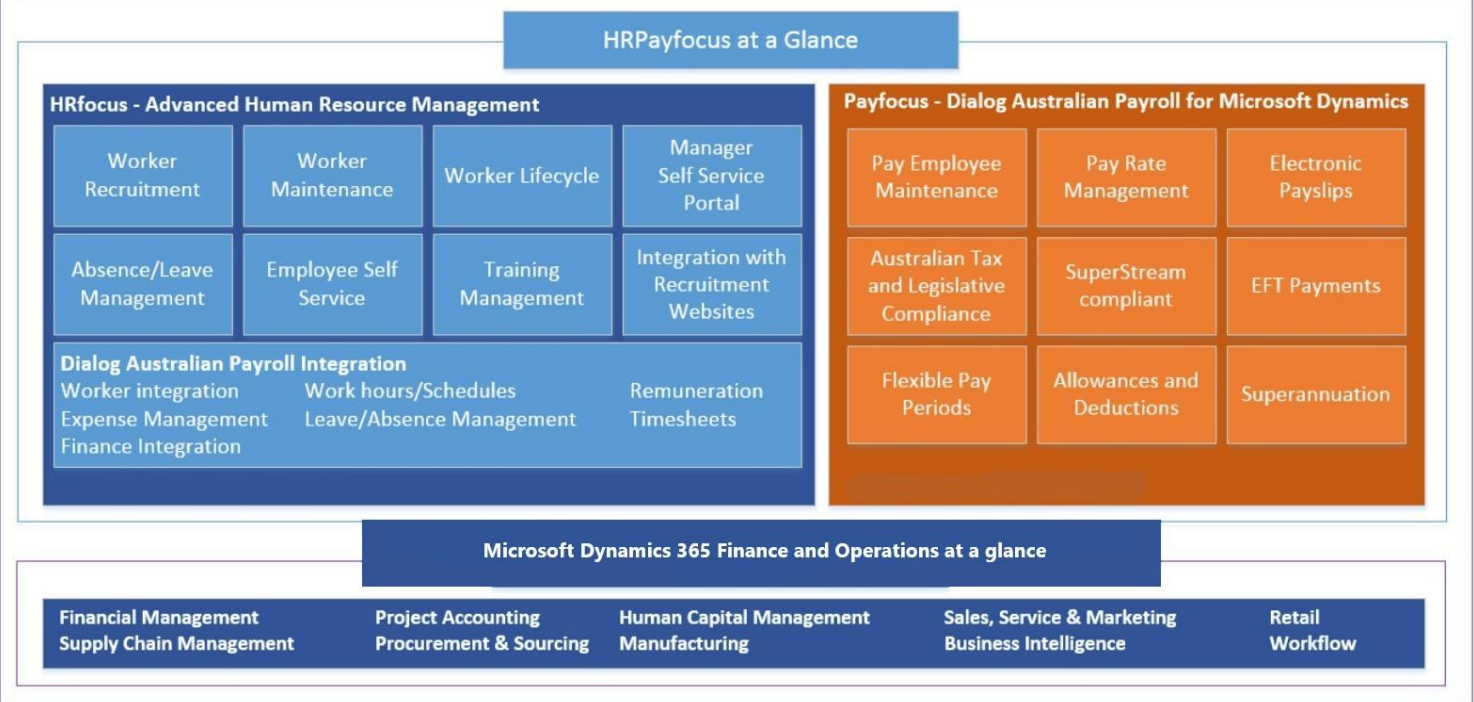 HRPayfocus at a Glance
HRfocus - Advanced Human Resource Management
Worker
Recruitment
Worker
Maintenance
Worker Lifecycle
Manager
Self Service
Portal
Absence/Leave
Management
Employee Self
Service
Training
Management
Integration with
Recruitment
Websites
Dialog Australian Payroll Integration
Worker integration Work hours/Schedules Remuneration
Expense Management Leave/Absence Management Timesheets
Finance Integration
Payfocus - Dialog Australian Payroll for Microsoft Dynamics
Pay Employee
Maintenance
Pay Rate
Management
Electronic
Payslips
Australian Tax
and Legislative
Compliance
SuperStream
compliant
EFT Payments
Flexible Pay
Periods
Allowances and
Deductions
Superannuation
Microsoft Dynamics 365 Finance and Operations at a glance
Financial Management Project Accounting Human Capital Management Sales, Service & Marketing Retail
Supply Chain Management Procurement & Sourcing Manufacturing Business Intelligence Workflow